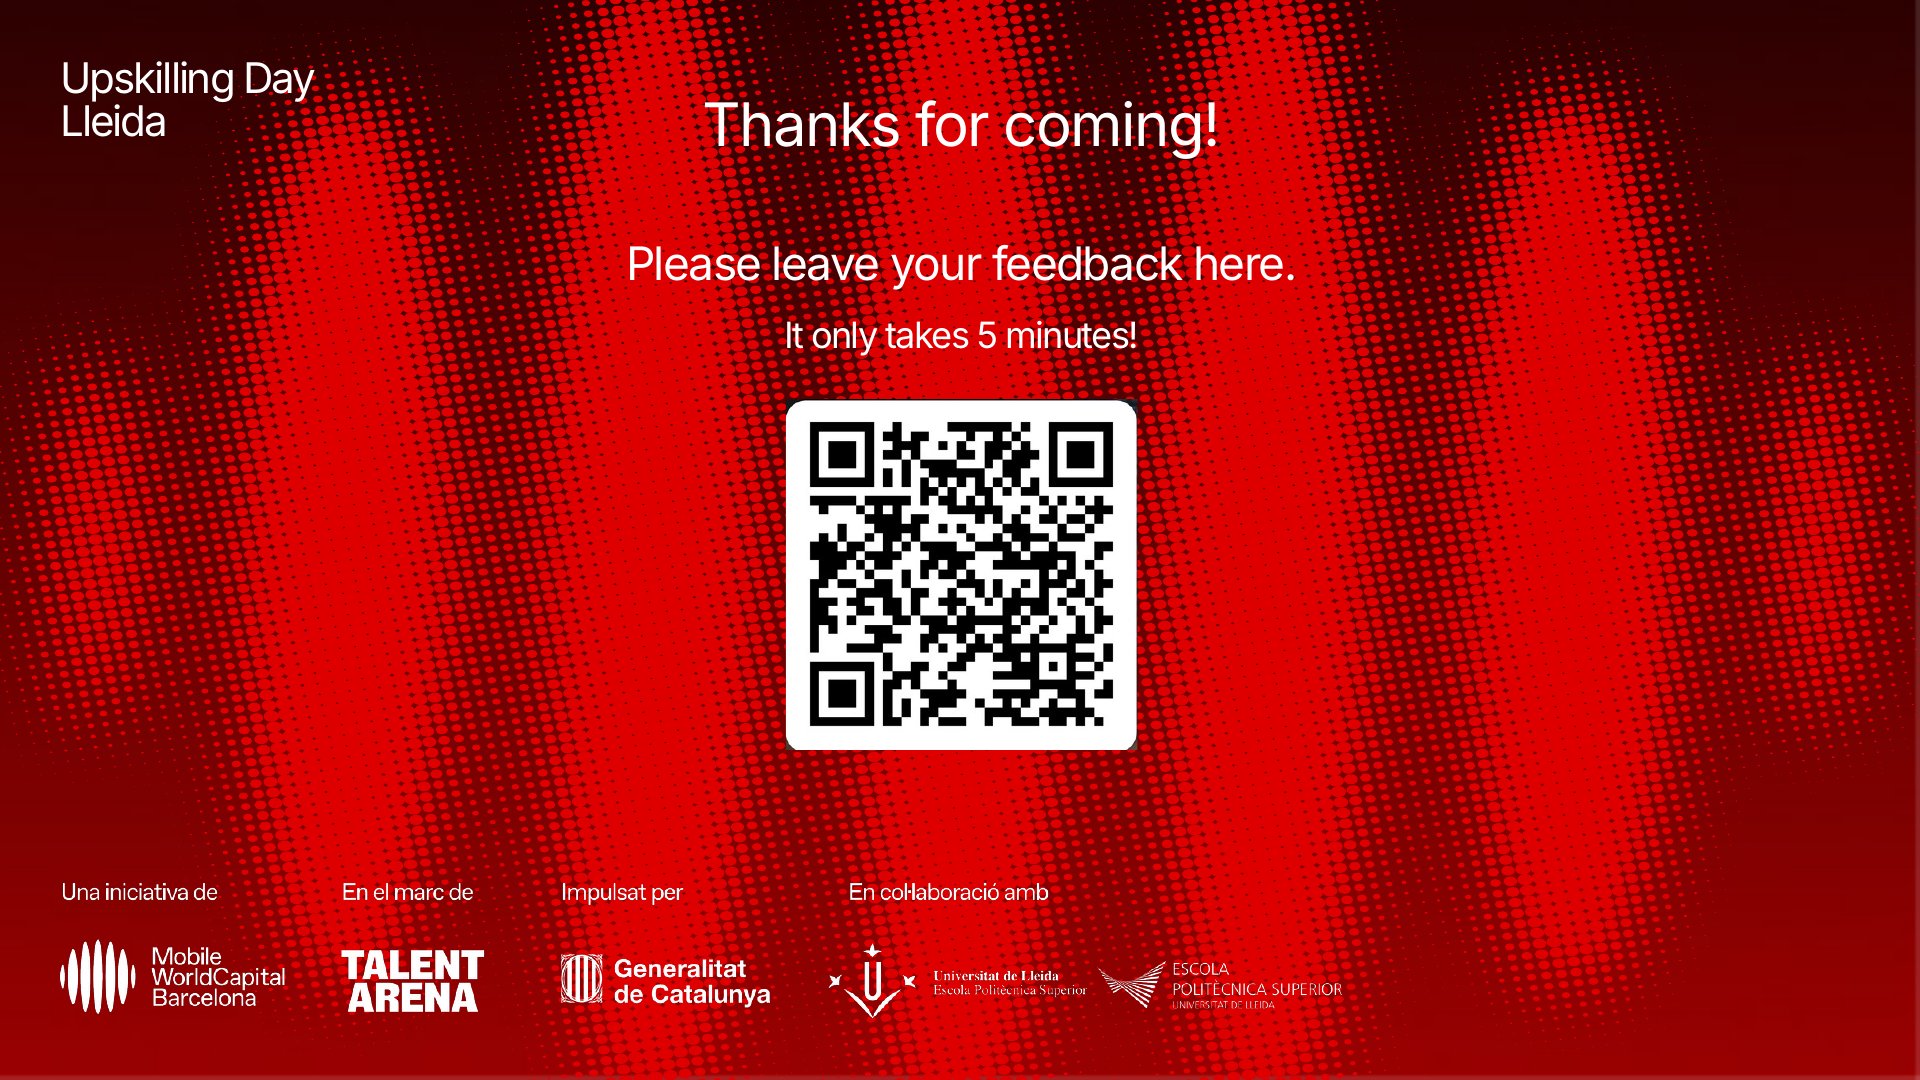 Upskilling Day
Lleida
Thanks for coming!
Please leave your feedback here.
It only takes 5 minutes!
Una iniciativa de
Mobile
WorldCapital
Barcelona
En el marc de
TALENT
ARENA
Impulsat per
Generalitat
de Catalunya
En col·laboració amb
Universitat de Lleida
Escola Politècnica Superior
ESCOLA
POLITÈCNICA SUPERIOR
UNIVERSITAT DE LLEIDA